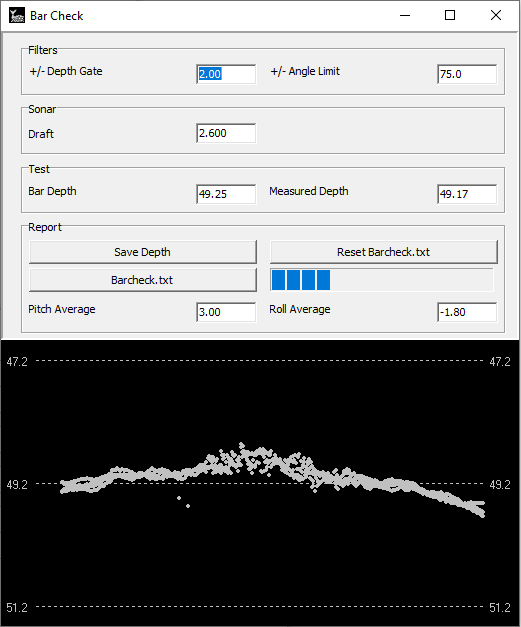 Bar Check
Filters
+/- Depth Gate 2.00 +/- Angle Limit 75.0
Sonar
Draft 2.600
Test
Bar Depth 49.25 Measured Depth 49.17
Report
Save Depth Reset Barcheck.txt
Barcheck.txt
Pitch Average 3.00 Roll Average -1.80
47.2 47.2
49.2 49.2
51.2 51.2